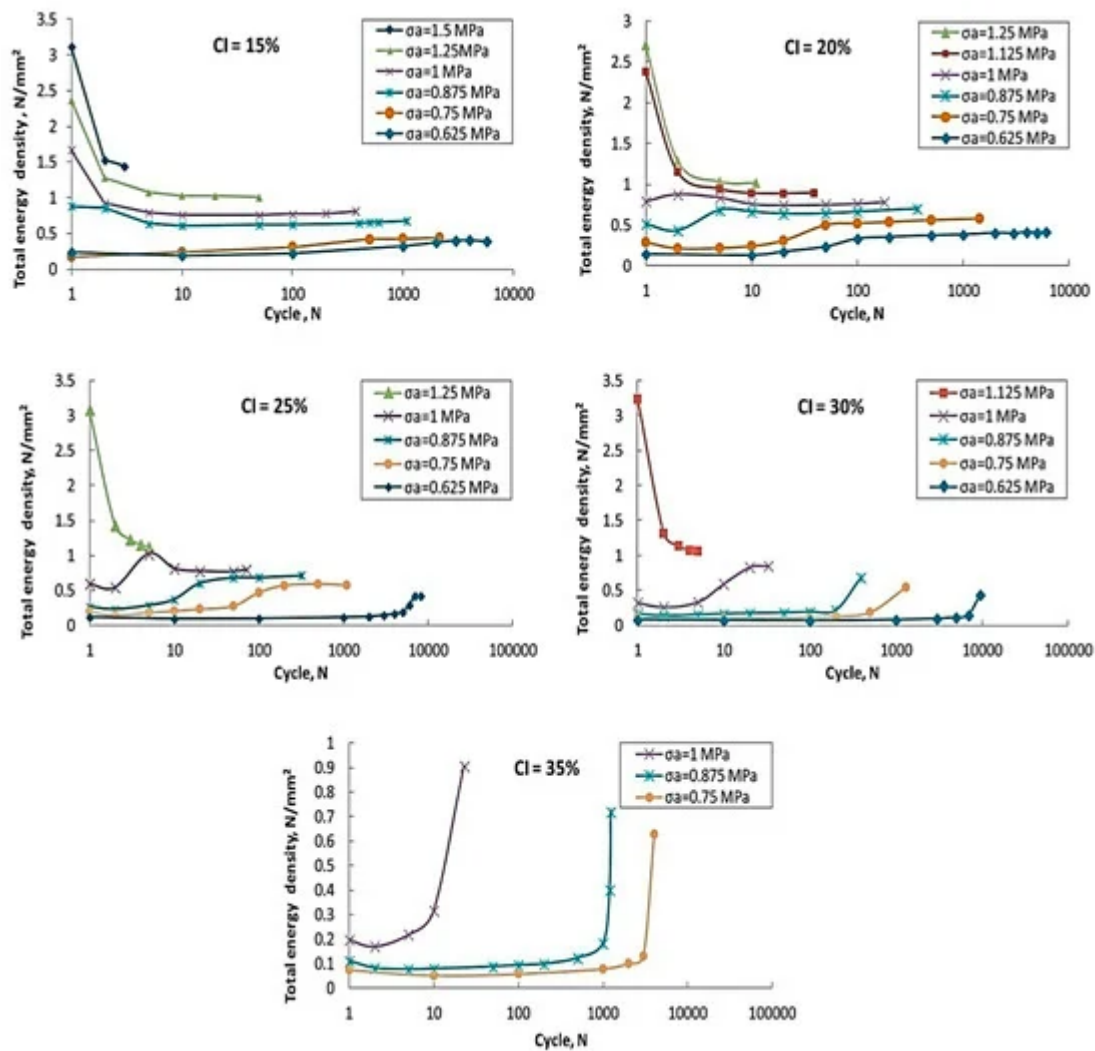 CI = 15%
Total energy density, N/mm²
3.5
3
2.5
2
1.5
1
0.5
0
1 10 100 1000 10000
Cycle, N
σa=1.5 MPa
σa=1.25MPa
σa=1 MPa
σa=0.875 MPa
σa=0.75 MPa
σa=0.625 MPa
CI = 20%
Total energy density, N/mm²
3
2.5
2
1.5
1
0.5
0
1 10 100 1000 10000
Cycle, N
σa=1.25 MPa
σa=1.125 MPa
σa=1 MPa
σa=0.875 MPa
σa=0.75 MPa
σa=0.625 MPa
CI = 25%
Total energy density, N/mm²
3.5
3
2.5
2
1.5
1
0.5
0
1 10 100 1000 10000 100000
Cycle, N
σa=1.25 MPa
σa=1 MPa
σa=0.875 MPa
σa=0.75 MPa
σa=0.625 MPa
CI = 30%
Total energy density, N/mm²
3.5
3
2.5
2
1.5
1
0.5
0
1 10 100 1000 10000 100000
Cycle, N
σa=1.125 MPa
σa=1 MPa
σa=0.875 MPa
σa=0.75 MPa
σa=0.625 MPa
CI = 35%
Total energy density, N/mm²
1
0.9
0.8
0.7
0.6
0.5
0.4
0.3
0.2
0.1
0
1 10 100 1000 10000 100000
Cycle, N
σa=1 MPa
σa=0.875 MPa
σa=0.75 MPa